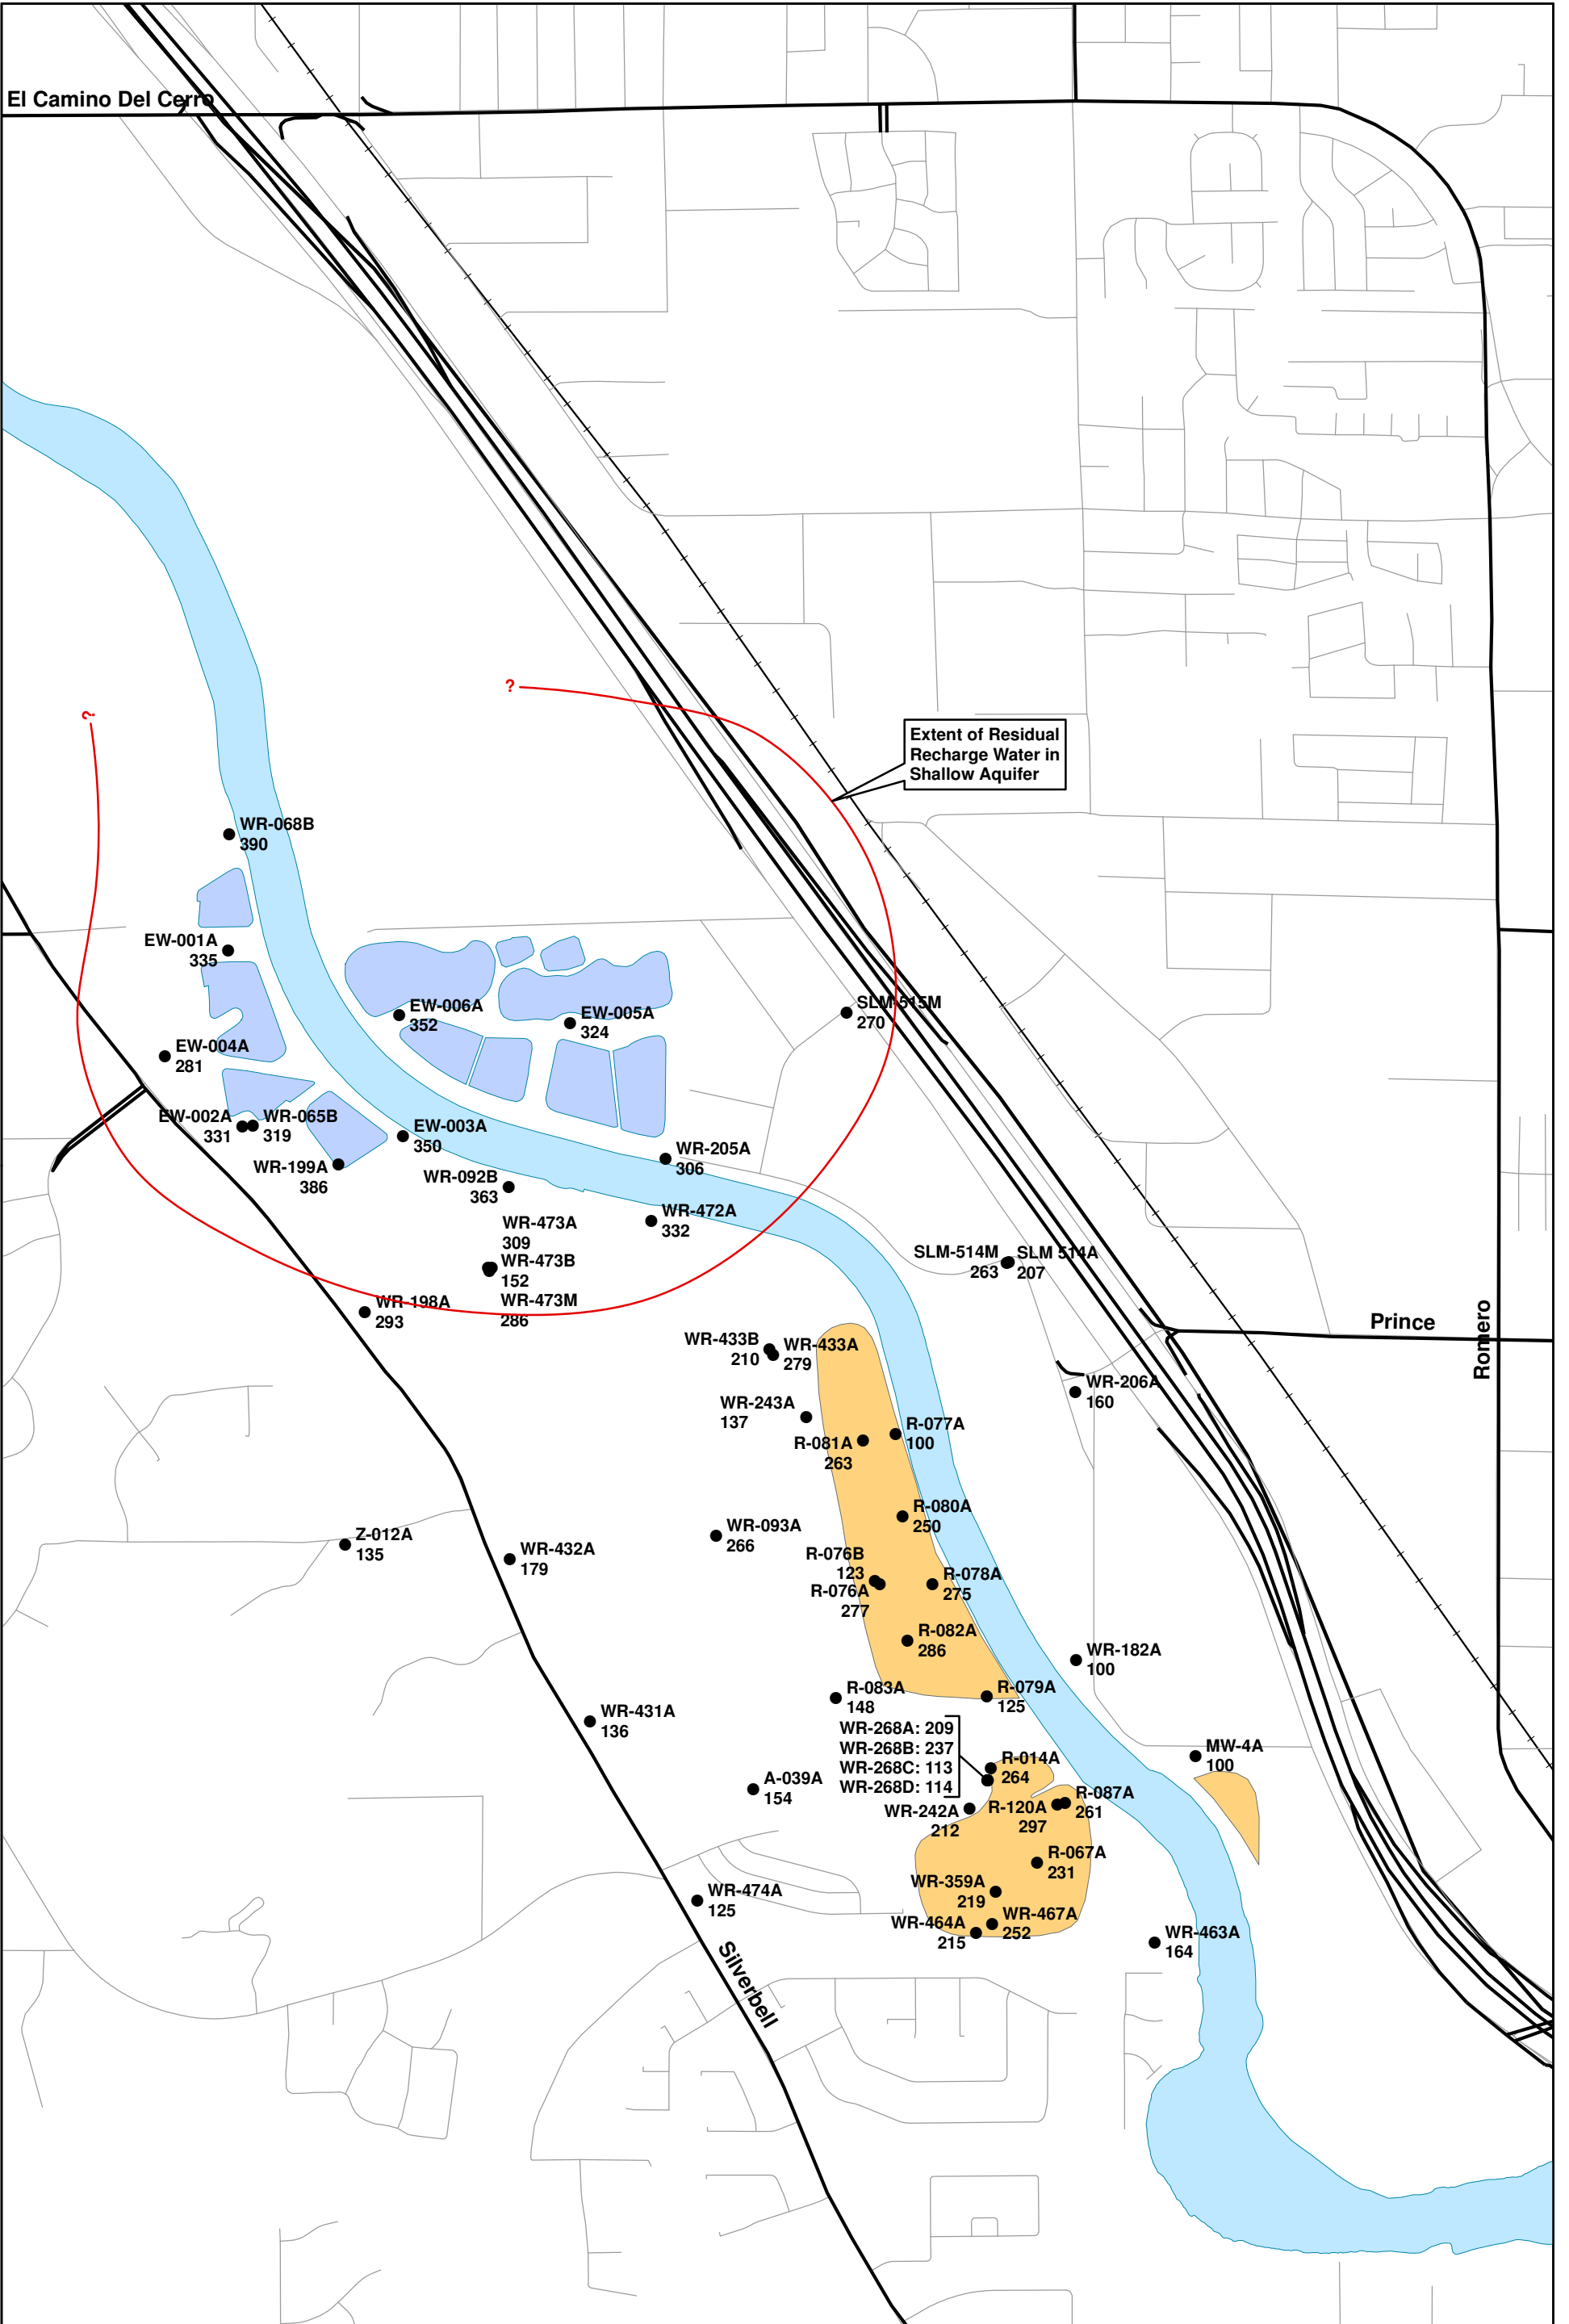 El Camino Del Cerro
?
?
Extent of Residual
Recharge Water in
Shallow Aquifer
WR-068B
390
EW-001A
335
EW-006A
352
EW-005A
324
SLM-515M
270
EW-004A
281
EW-002A
331
WR-065B
319
EW-003A
350
WR-199A
386
WR-205A
306
WR-092B
363
WR-472A
332
WR-473A
309
WR-473B
152
WR-473M
286
SLM-514M
263
SLM 514A
207
WR-198A
293
Prince
Romero
WR-433B
210
WR-433A
279
WR-206A
160
WR-243A
137
R-077A
100
R-081A
263
R-080A
250
WR-093A
266
Z-012A
135
WR-432A
179
R-076B
123
R-076A
277
R-078A
275
R-082A
286
WR-182A
100
R-083A
148
R-079A
125
WR-431A
136
WR-268A: 209
WR-268B: 237
WR-268C: 113
WR-268D: 114
R-014A
264
MW-4A
100
A-039A
154
WR-242A
212
R-120A
297
R-087A
261
R-067A
231
WR-359A
219
WR-474A
125
WR-464A
215
WR-467A
252
WR-463A
164
Silverbell